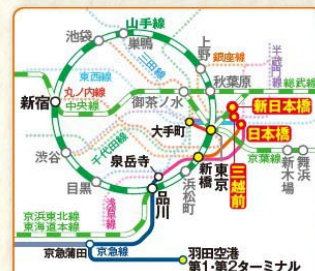 山手線
池袋
巣鴨
上野
三田線
銀座線
半蔵門線
東西線
秋葉原
丸ノ内線
総武線
新宿
中央線
御茶ノ水
新日本橋
大手町
日本橋
千代田線
三越前
渋谷
泉岳寺
東京
京葉線
新橋
新木場
舞浜
目黒
浜松町
浅草線
品川
京浜東北線
東海道本線
京急蒲田
京急線
羽田空港
第1・第2ターミナル